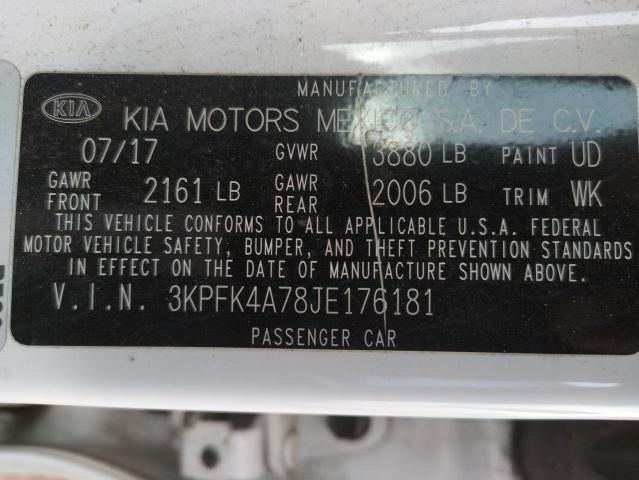 MANUFACTURED BY
KIA KIA MOTORS MEXICO S.A. DE C.V.
07/17 GVWR 3880 LB PAINT UD
GAWR FRONT 2161 LB GAWR REAR 2006 LB TRIM WK
THIS VEHICLE CONFORMS TO ALL APPLICABLE U.S.A. FEDERAL
MOTOR VEHICLE SAFETY, BUMPER, AND THEFT PREVENTION STANDARDS
IN EFFECT ON THE DATE OF MANUFACTURE SHOWN ABOVE.
V.I.N. 3KPFK4A78JE176181
PASSENGER CAR